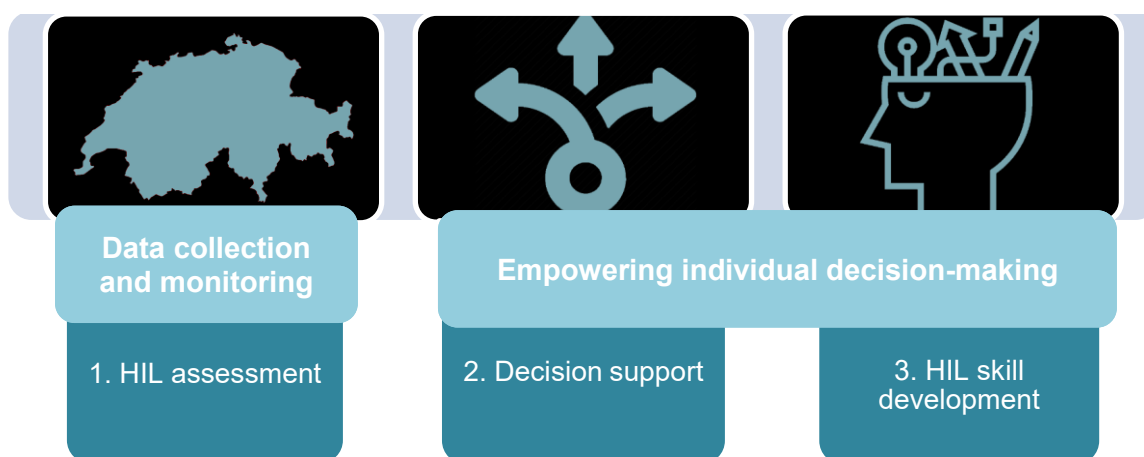 Data collection
and monitoring
Empowering individual decision-making
1. HIL assessment
2. Decision support
3. HIL skill
development